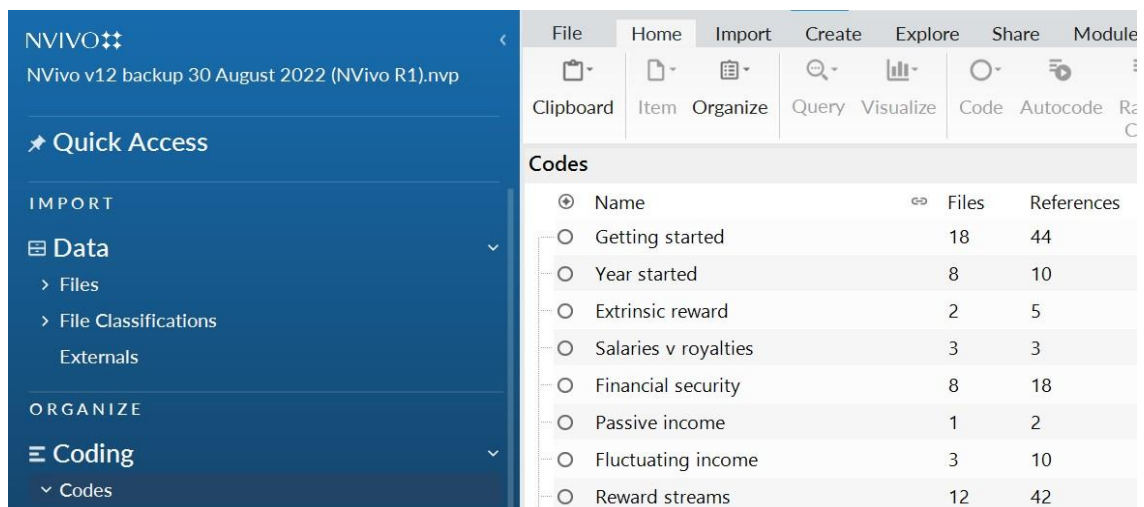 NVIVO
NVivo v12 backup 30 August 2022 (NVivo R1).nvp
Quick Access
IMPORT
Data
Files
File Classifications
Externals
ORGANIZE
Coding
Codes
File Home Import Create Explore Share Module
Clipboard Item Organize Query Visualize Code Autocode
Codes
Name Files References
Getting started 18 44
Year started 8 10
Extrinsic reward 2 5
Salaries v royalties 3 3
Financial security 8 18
Passive income 1 2
Fluctuating income 3 10
Reward streams 12 42